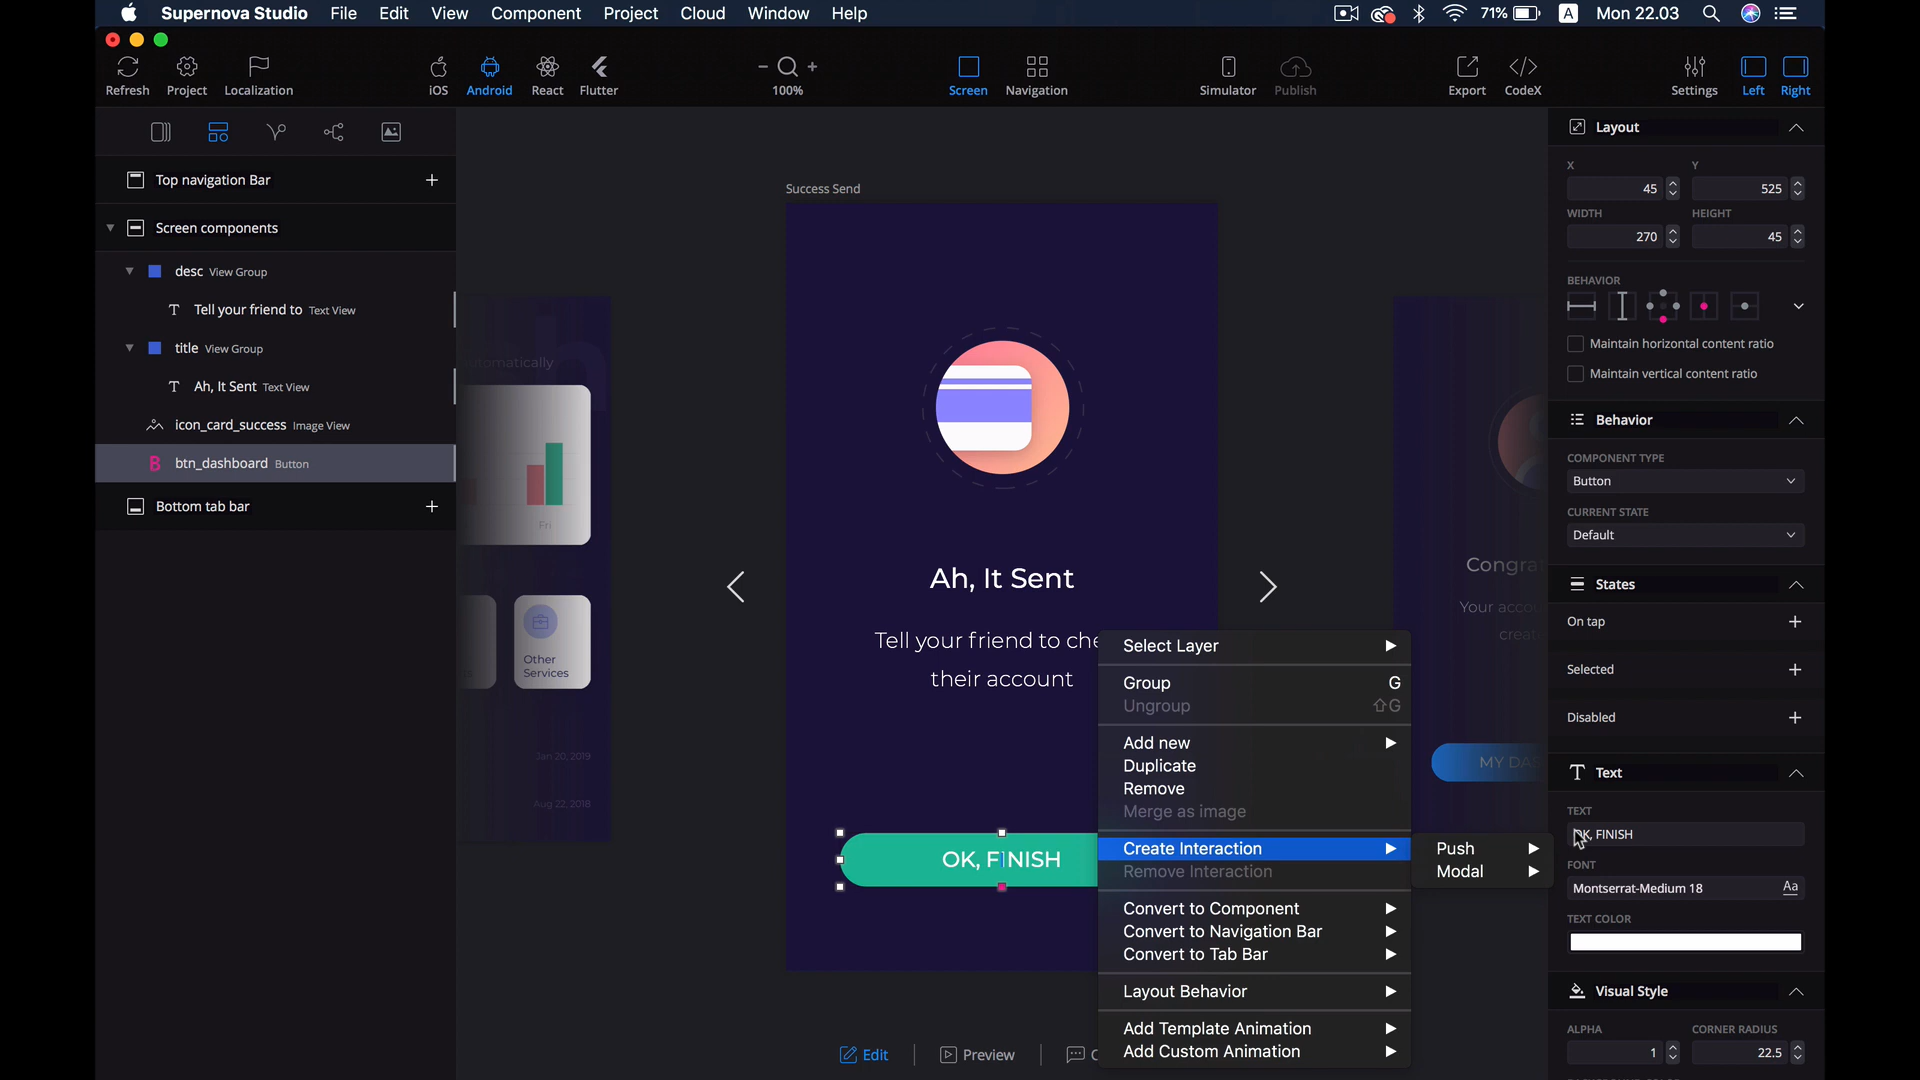 Supernova Studio File Edit View Component Project Cloud Window Help 71% A Mon 22.03
Refresh Project Localization iOS Android React Flutter 100% Screen Navigation Simulator Publish Export CodeX Settings Left Right
Top navigation Bar
Screen components
desc View Group
Tell your friend to Text View
title View Group
Ah, It Sent Text View
icon_card_success Image View
btn_dashboard Button
Bottom tab bar
Fri
Other
Services
Jan 20, 2019
Aug 22, 2018
Success Send
Ah, It Sent
Tell your friend to
their account
OK, FINISH
Edit Preview
Select Layer
Group G
Ungroup ⇧G
Add new
Duplicate
Remove
Merge as image
Create Interaction
Remove Interaction
Convert to Component
Convert to Navigation Bar
Convert to Tab Bar
Layout Behavior
Add Template Animation
Add Custom Animation
Push
Modal
Layout
X Y
45 525
WIDTH HEIGHT
270 45
BEHAVIOR
Maintain horizontal content ratio
Maintain vertical content ratio
Behavior
COMPONENT TYPE
Button
CURRENT STATE
Default
States
On tap
Selected
Disabled
Text
TEXT
OK, FINISH
FONT
Montserrat-Medium 18 Aa
TEXT COLOR
Visual Style
ALPHA CORNER RADIUS
1 22.5